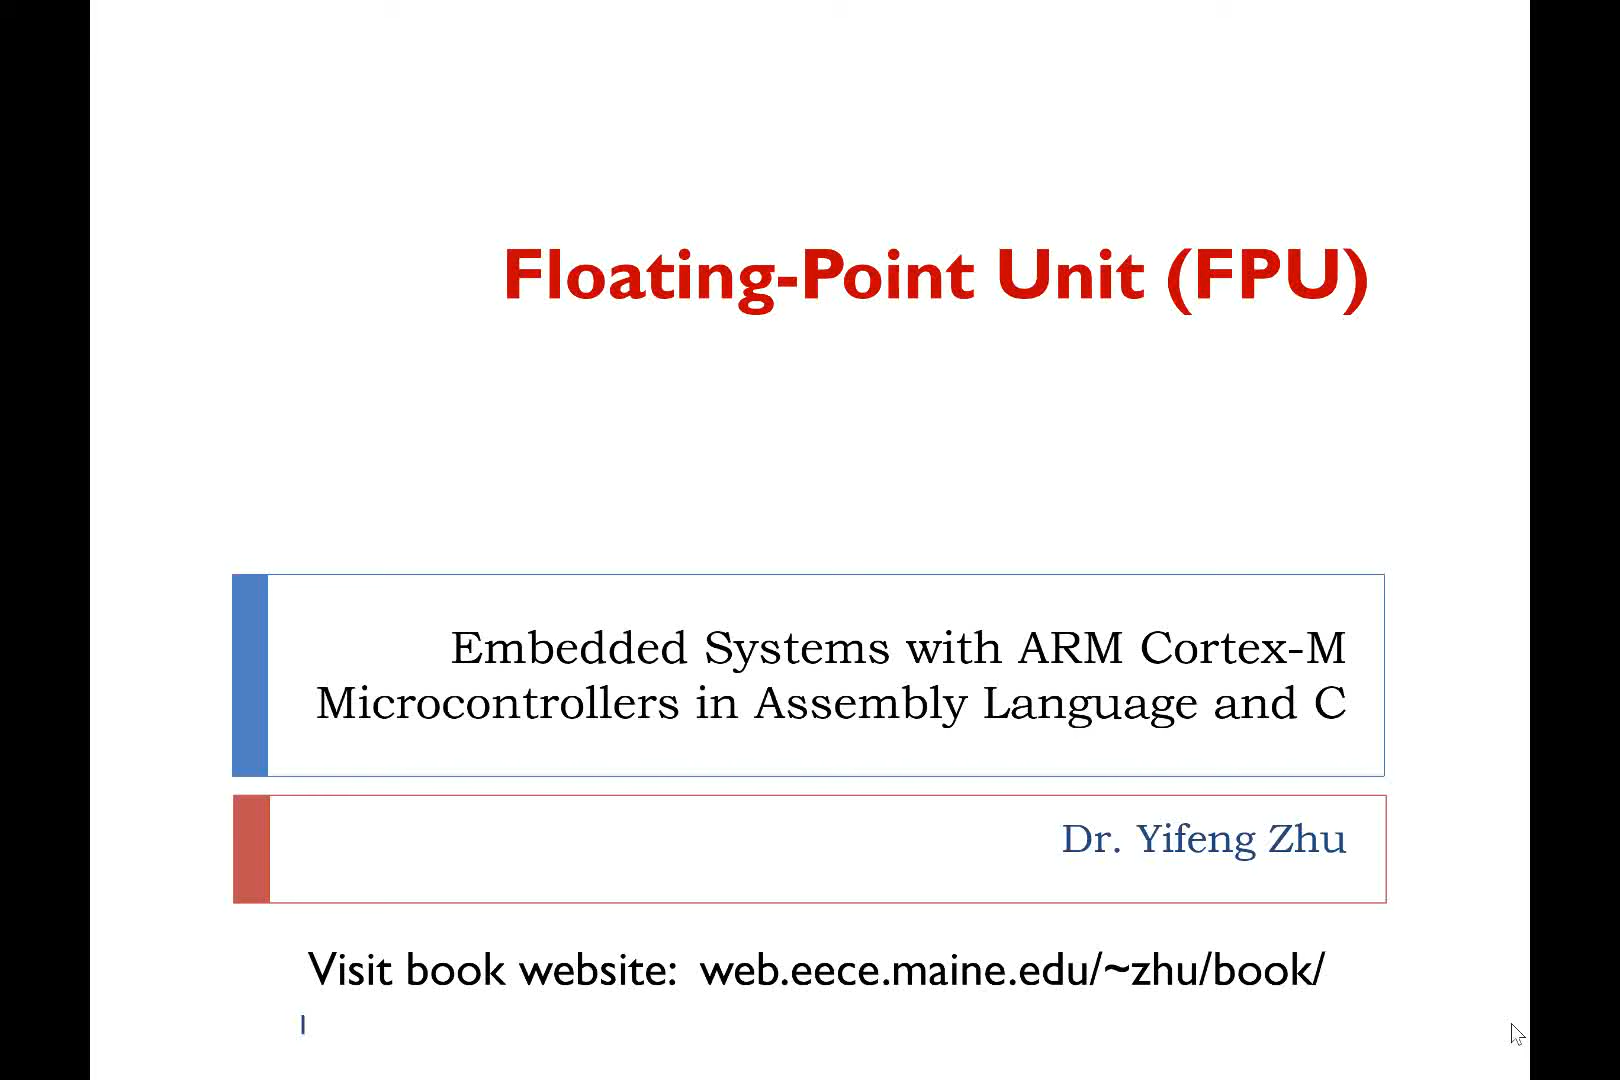 Floating-Point Unit (FPU)
Embedded Systems with ARM Cortex-M
Microcontrollers in Assembly Language and C
Dr. Yifeng Zhu
Visit book website: web.eece.maine.edu/~zhu/book/
1